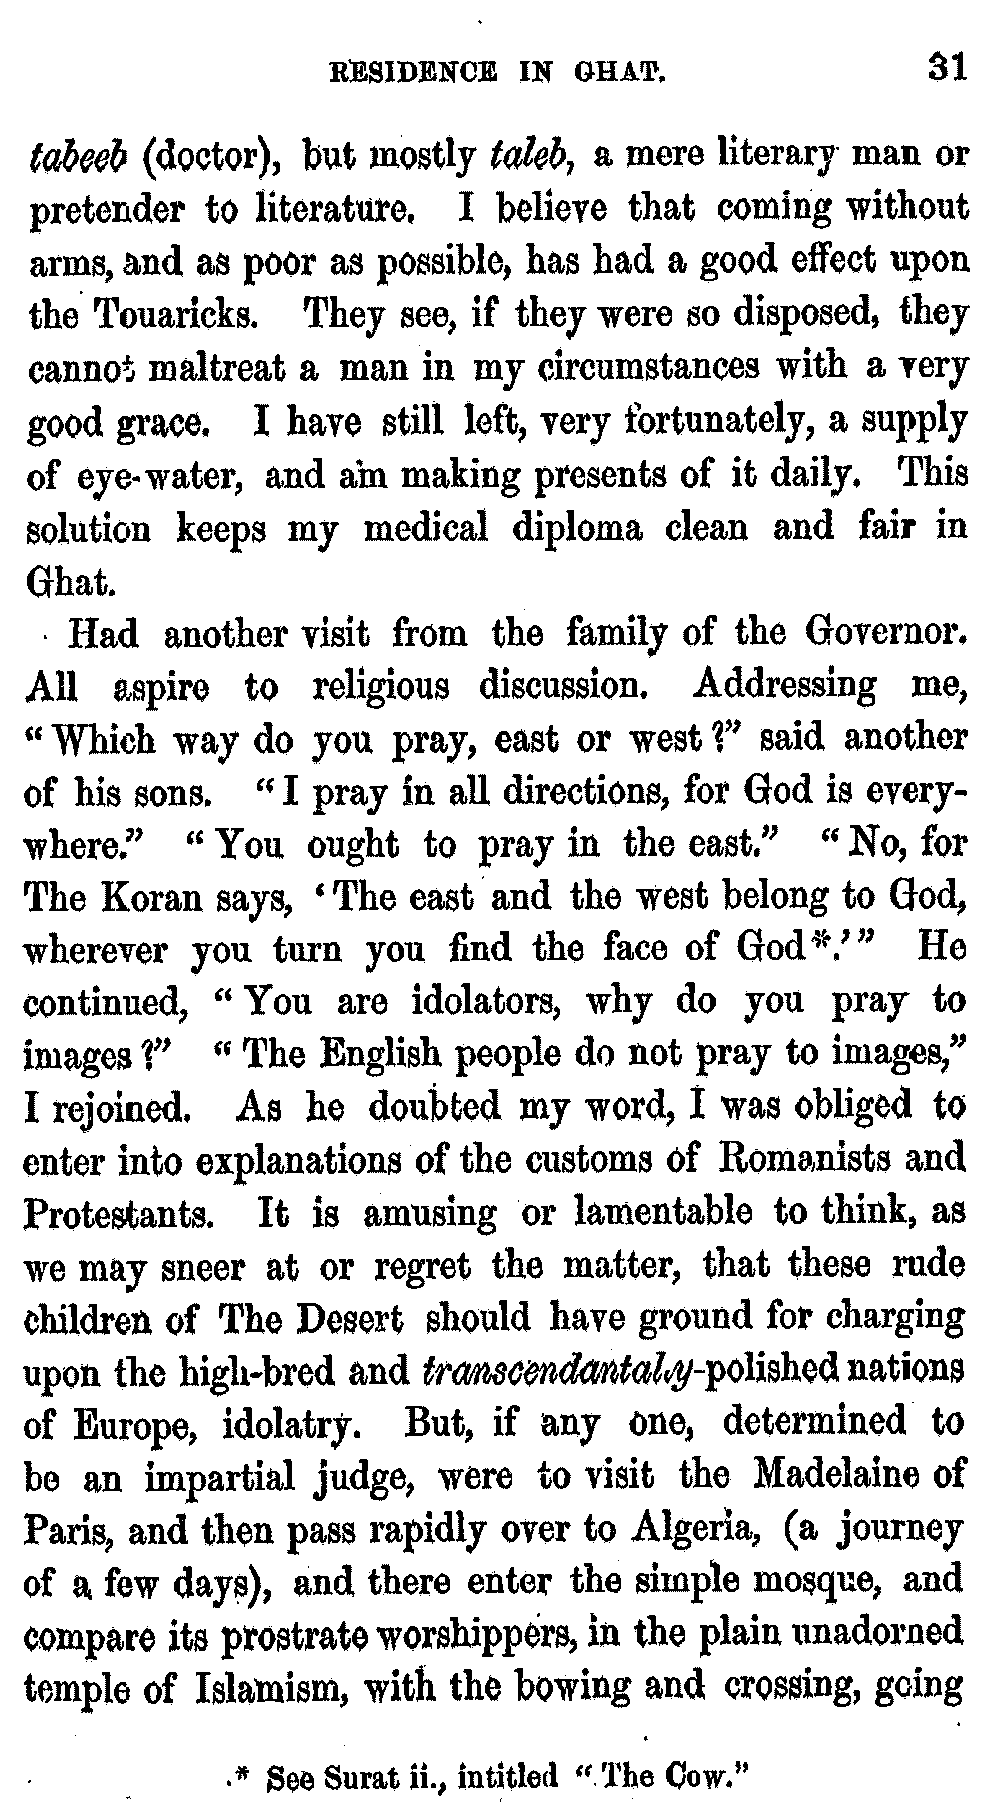 RESIDENCE IN GHAT. 31
tabeeb (doctor), but mostly taleb, a mere literary man or
pretender to literature. I believe that coming without
arms, and as poor as possible, has had a good effect upon
the Touaricks. They see, if they were so disposed, they
cannot maltreat a man in my circumstances with a very
good grace. I have still left, very fortunately, a supply
of eye-water, and am making presents of it daily. This
solution keeps my medical diploma clean and fair in
Ghat.
Had another visit from the family of the Governor.
All aspire to religious discussion. Addressing me,
“Which way do you pray, east or west?” said another
of his sons. “I pray in all directions, for God is every-
where.” “You ought to pray in the east.” “No, for
The Koran says, ‘The east and the west belong to God,
wherever you turn you find the face of God*.’” He
continued, “You are idolators, why do you pray to
images?” “The English people do not pray to images,”
I rejoined. As he doubted my word, I was obliged to
enter into explanations of the customs of Romanists and
Protestants. It is amusing or lamentable to think, as
we may sneer at or regret the matter, that these rude
children of The Desert should have ground for charging
upon the high-bred and transcendantally-polished nations
of Europe, idolatry. But, if any one, determined to
be an impartial judge, were to visit the Madelaine of
Paris, and then pass rapidly over to Algeria, (a journey
of a few days), and there enter the simple mosque, and
compare its prostrate worshippers, in the plain unadorned
temple of Islamism, with the bowing and crossing, going
* See Surat ii., intitled “The Cow.”